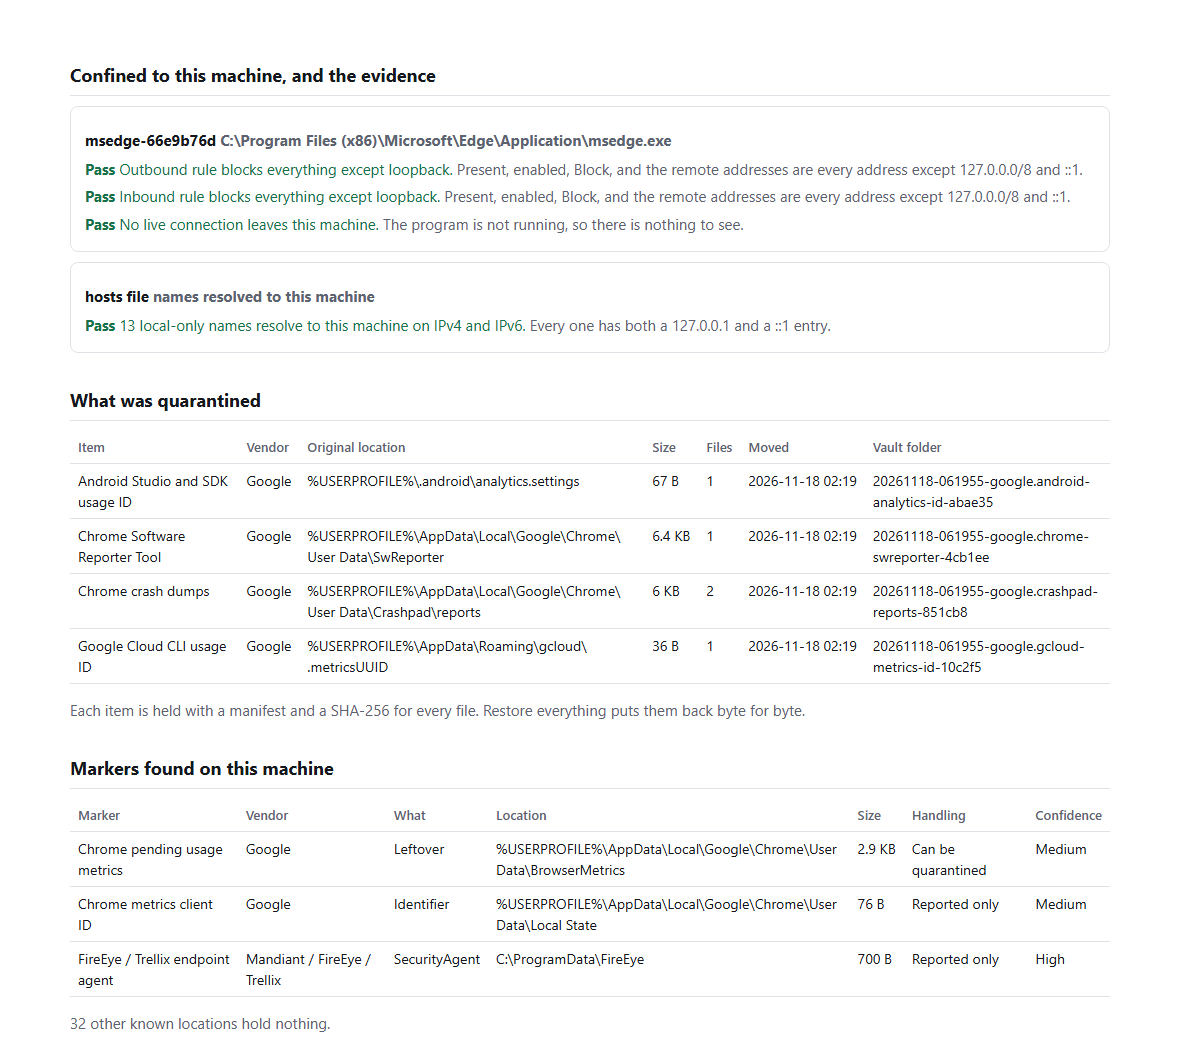 Confined to this machine, and the evidence
msedge-66e9b76d C:\Program Files (x86)\Microsoft\Edge\Application\msedge.exe
Pass Outbound rule blocks everything except loopback. Present, enabled, Block, and the remote addresses are every address except 127.0.0.0/8 and ::1.
Pass Inbound rule blocks everything except loopback. Present, enabled, Block, and the remote addresses are every address except 127.0.0.0/8 and ::1.
Pass No live connection leaves this machine. The program is not running, so there is nothing to see.
hosts file names resolved to this machine
Pass 13 local-only names resolve to this machine on IPv4 and IPv6. Every one has both a 127.0.0.1 and a ::1 entry.
What was quarantined
Item Vendor Original location Size Files Moved Vault folder
Android Studio and SDK Google %USERPROFILE%\.android\analytics.settings 67 B 1 2026-11-18 02:19 20261118-061955-google.android-
usage ID analytics-id-abae35
Chrome Software Google %USERPROFILE%\AppData\Local\Google\Chrome\ 6.4 KB 1 2026-11-18 02:19 20261118-061955-google.chrome-
Reporter Tool User Data\SwReporter swreporter-4cb1ee
Chrome crash dumps Google %USERPROFILE%\AppData\Local\Google\Chrome\ 6 KB 2 2026-11-18 02:19 20261118-061955-google.crashpad-
User Data\Crashpad\reports reports-851cb8
Google Cloud CLI usage Google %USERPROFILE%\AppData\Roaming\gcloud\ 36 B 1 2026-11-18 02:19 20261118-061955-google.gcloud-
ID .metricsUUID metrics-id-10c2f5
Each item is held with a manifest and a SHA-256 for every file. Restore everything puts them back byte for byte.
Markers found on this machine
Marker Vendor What Location Size Handling Confidence
Chrome pending usage Google Leftover %USERPROFILE%\AppData\Local\Google\Chrome\User 2.9 KB Can be Medium
metrics Data\BrowserMetrics quarantined
Chrome metrics client Google Identifier %USERPROFILE%\AppData\Local\Google\Chrome\User 76 B Reported only Medium
ID Data\Local State
FireEye / Trellix endpoint Mandiant / FireEye / SecurityAgent C:\ProgramData\FireEye 700 B Reported only High
agent Trellix
32 other known locations hold nothing.